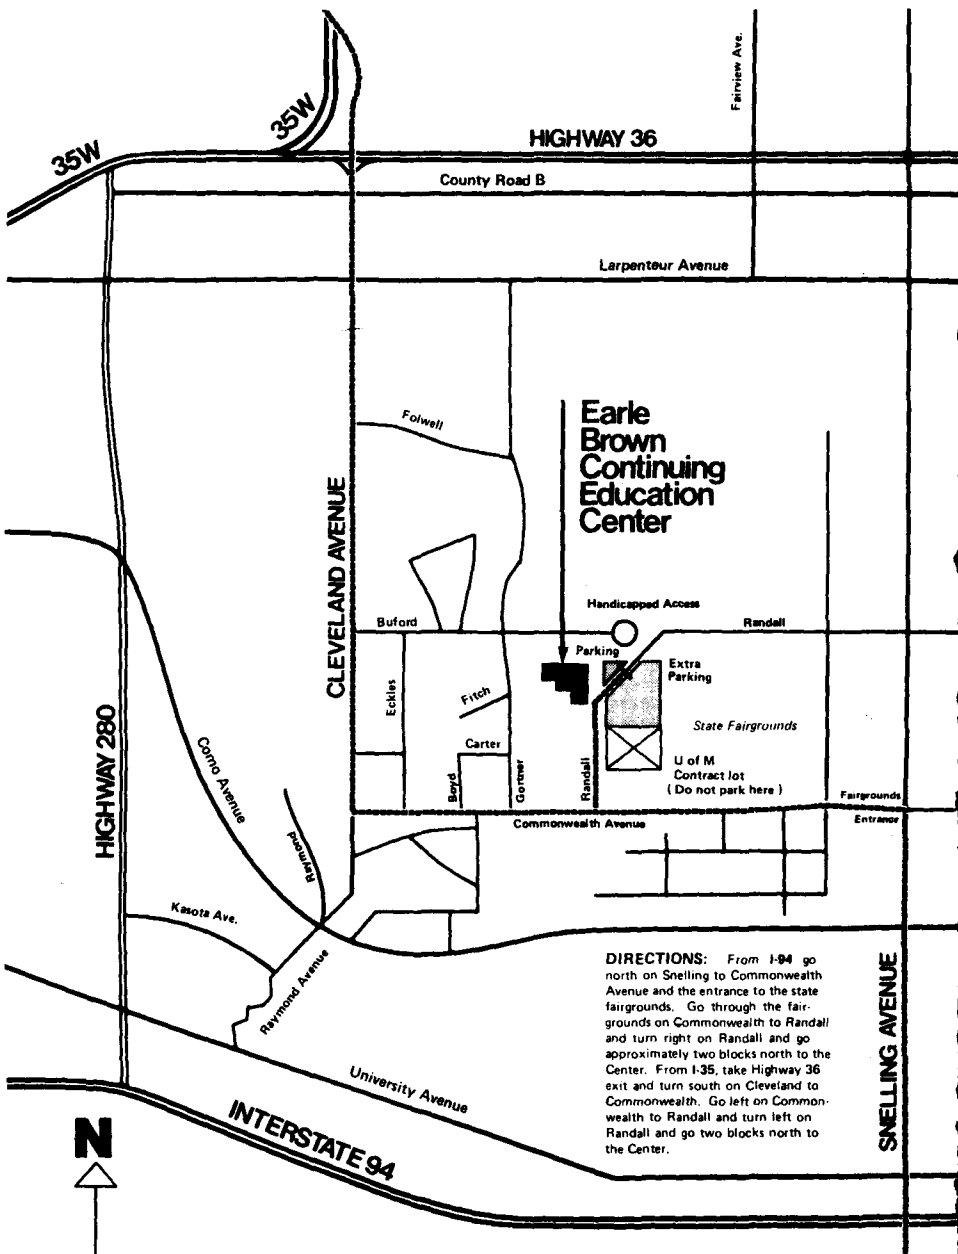 Fairview Ave.
35W
35W
HIGHWAY 36
County Road B
Larpenteur Avenue
Folwell
Earle
Brown
Continuing
Education
Center
CLEVELAND AVENUE
Handicapped Access
Buford
Randall
Parking
Extra
Parking
Eckles
Fitch
State Fairgrounds
HIGHWAY 280
Como Avenue
Carter
Boyd
Gortner
Randall
U of M
Contract lot
( Do not park here )
Fairgrounds
Entrance
Commonwealth Avenue
Raymond
Kasota Ave.
Raymond Avenue
DIRECTIONS: From I-94 go
north on Snelling to Commonwealth
Avenue and the entrance to the state
fairgrounds. Go through the fair-
grounds on Commonwealth to Randall
and turn right on Randall and go
approximately two blocks north to the
Center. From I-35, take Highway 36
exit and turn south on Cleveland to
Commonwealth. Go left on Common-
wealth to Randall and turn left on
Randall and go two blocks north to
the Center.
SNELLING AVENUE
University Avenue
INTERSTATE 94
N